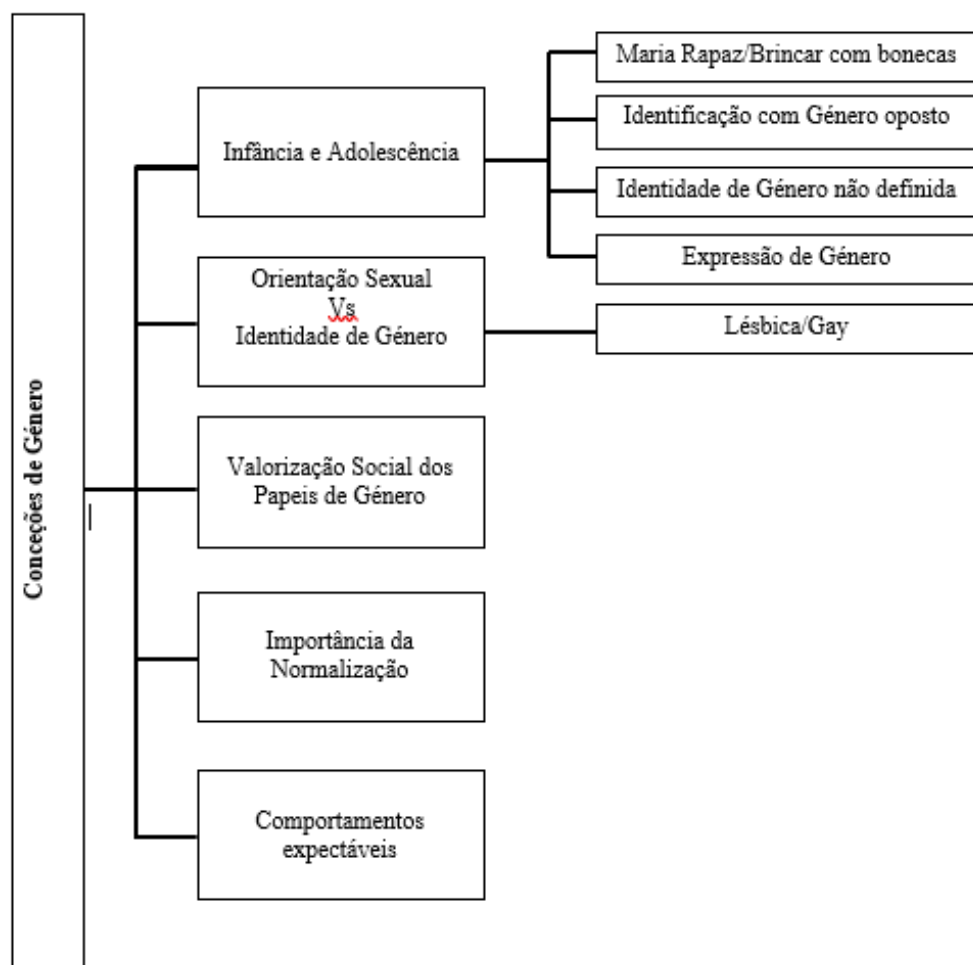 Conceções de Género
Infância e Adolescência
Maria Rapaz/Brincar com bonecas
Identificação com Género oposto
Identidade de Género não definida
Expressão de Género
Orientação Sexual
Vs
Identidade de Género
Lésbica/Gay
Valorização Social dos
Papeis de Género
Importância da
Normalização
Comportamentos
expectáveis